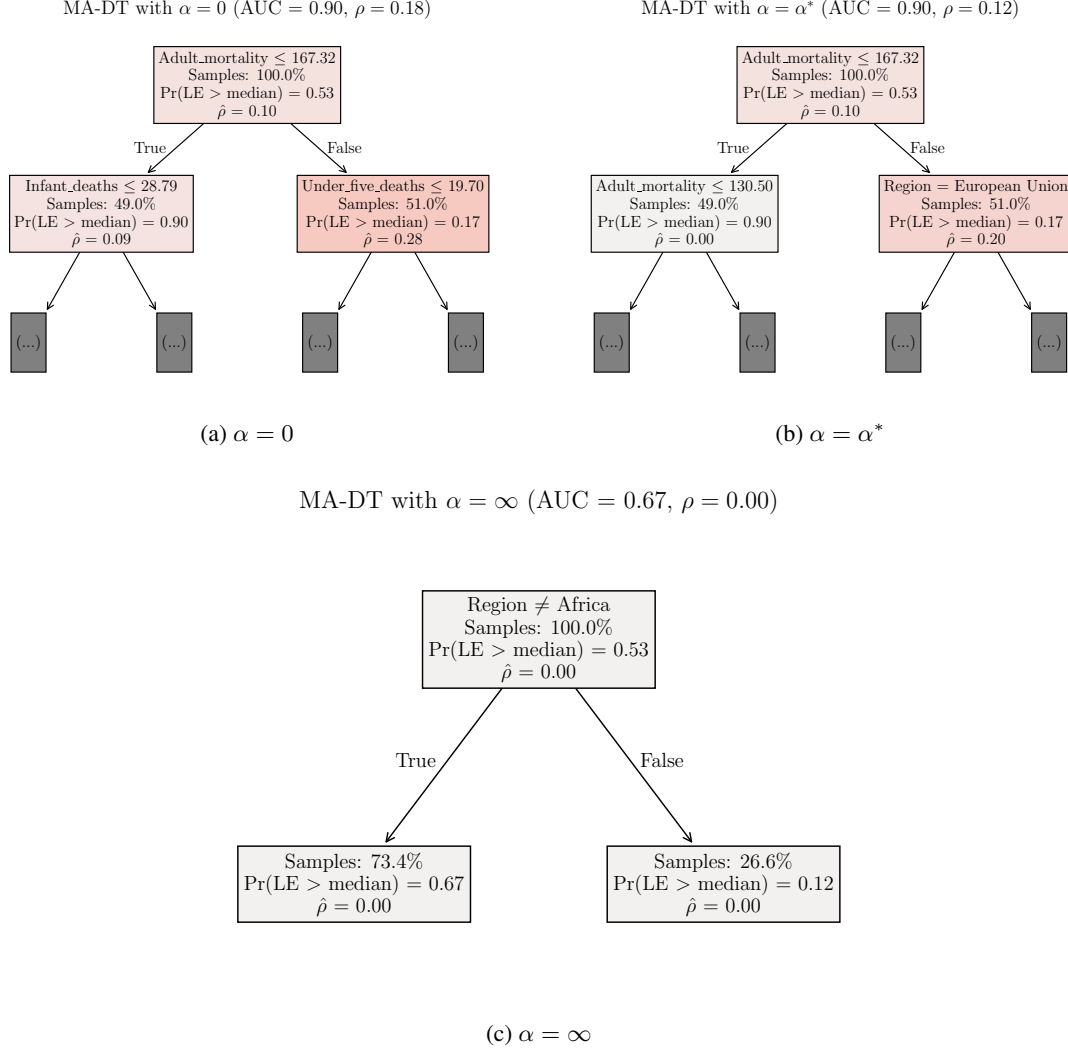 MA-DT with α = 0 (AUC = 0.90, ρ = 0.18)
Adult_mortality ≤ 167.32
Samples: 100.0%
Pr(LE > median) = 0.53
ρ̂ = 0.10
True
False
Infant_deaths ≤ 28.79
Samples: 49.0%
Pr(LE > median) = 0.90
ρ̂ = 0.09
Under_five_deaths ≤ 19.70
Samples: 51.0%
Pr(LE > median) = 0.17
ρ̂ = 0.28
(...)
(...)
(...)
(...)
(a) α = 0
MA-DT with α = α* (AUC = 0.90, ρ = 0.12)
Adult_mortality ≤ 167.32
Samples: 100.0%
Pr(LE > median) = 0.53
ρ̂ = 0.10
True
False
Adult_mortality ≤ 130.50
Samples: 49.0%
Pr(LE > median) = 0.90
ρ̂ = 0.00
Region = European Union
Samples: 51.0%
Pr(LE > median) = 0.17
ρ̂ = 0.20
(...)
(...)
(...)
(...)
(b) α = α*
MA-DT with α = ∞ (AUC = 0.67, ρ = 0.00)
Region ≠ Africa
Samples: 100.0%
Pr(LE > median) = 0.53
ρ̂ = 0.00
True
False
Samples: 73.4%
Pr(LE > median) = 0.67
ρ̂ = 0.00
Samples: 26.6%
Pr(LE > median) = 0.12
ρ̂ = 0.00
(c) α = ∞